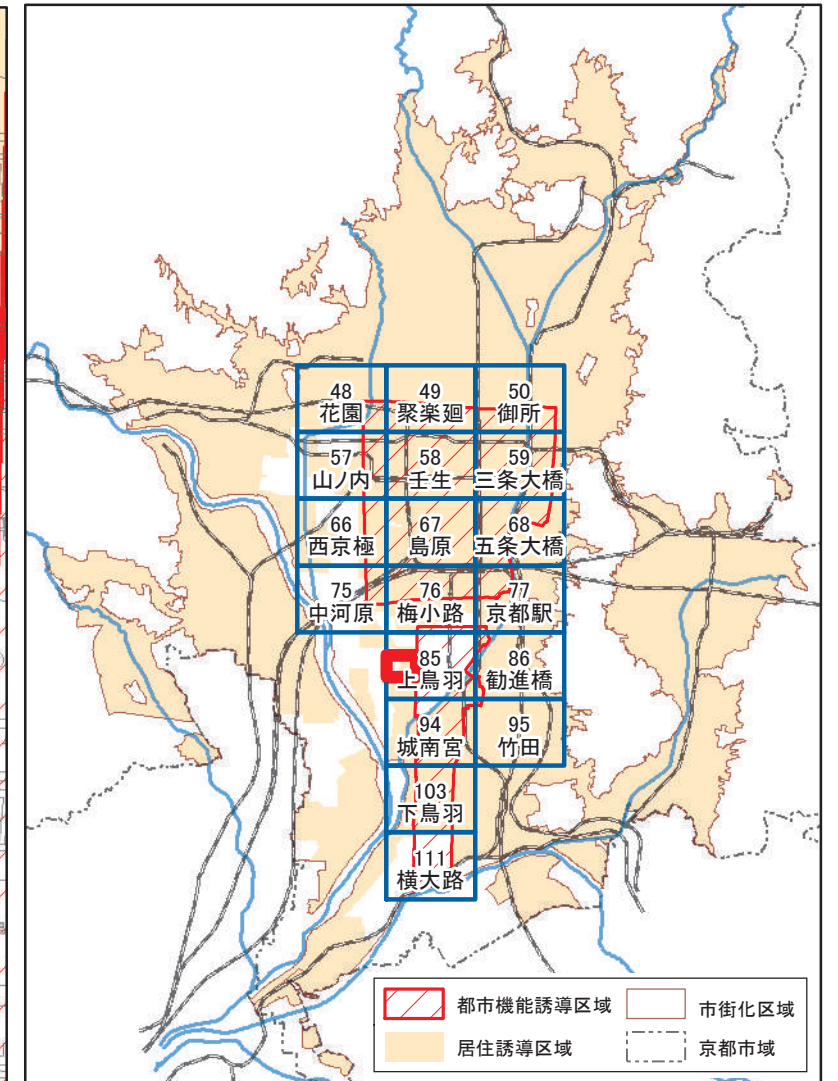 48
花園
49
聚楽廻
50
御所
57
山ノ内
58
壬生
59
三条大橋
66
西京極
67
島原
68
五条大橋
75
中河原
76
梅小路
77
京都駅
85
上鳥羽
86
勧進橋
94
城南宮
95
竹田
103
下鳥羽
111
横大路
都市機能誘導区域
市街化区域
居住誘導区域
京都市域